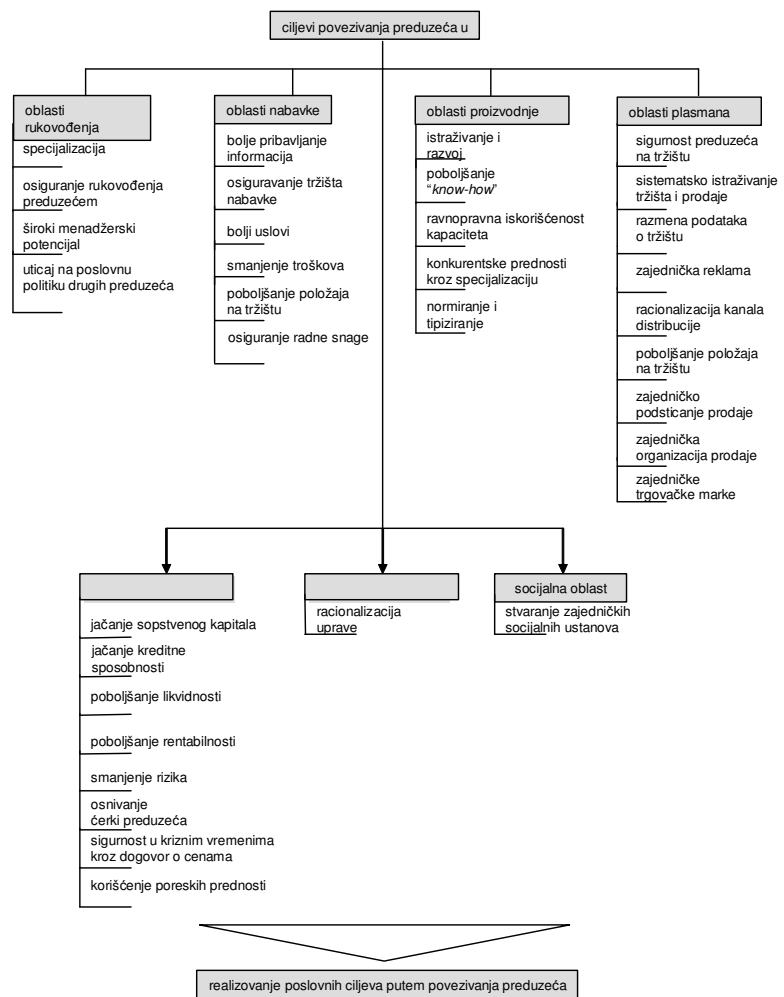 ciljevi povezivanja preduzeća u
oblasti
rukovođenja
specijalizacija
osiguranje rukovođenja
preduzećem
široki menadžerski
potencijal
uticaj na poslovnu
politiku drugih preduzeća
oblasti nabavke
bolje pribavljanje
informacija
osiguravanje tržišta
nabavke
bolji uslovi
smanjenje troškova
poboljšanje položaja
na tržištu
osiguranje radne snage
oblasti proizvodnje
istraživanje i
razvoj
poboljšanje
“know-how”
ravnopravna iskorišćenost
kapaciteta
konkurentske prednosti
kroz specijalizaciju
normiranje i
tipiziranje
oblasti plasmana
sigurnost preduzeća
na tržištu
sistematsko istraživanje
tržišta i prodaje
razmena podataka
o tržištu
zajednička reklama
racionalizacija kanala
distribucije
poboljšanje položaja
na tržištu
zajedničko
podsticanje prodaje
zajednička
organizacija prodaje
zajedničke
trgovačke marke
jačanje sopstvenog kapitala
jačanje kreditne
sposobnosti
poboljšanje likvidnosti
poboljšanje rentabilnosti
smanjenje rizika
osnivanje
ćerki preduzeća
sigurnost u kriznim vremenima
kroz dogovor o cenama
korišćenje poreskih prednosti
racionalizacija
uprave
socijalna oblast
stvaranje zajedničkih
socijalnih ustanova
realizovanje poslovnih ciljeva putem povezivanja preduzeća